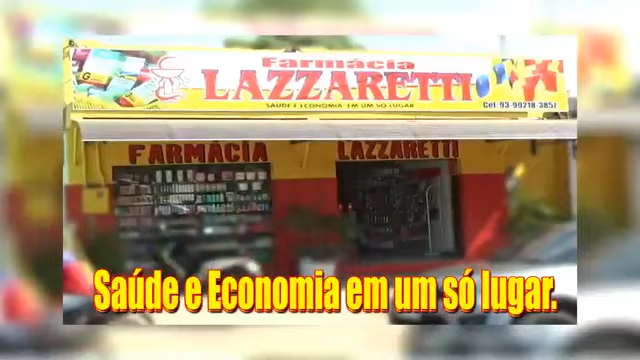 Farmácia
LAZZARETTI
SAÚDE E ECONOMIA EM UM SÓ LUGAR
Cel: 93-99218-3857
FARMÁCIA LAZZARETTI
Saúde e Economia em um só lugar.